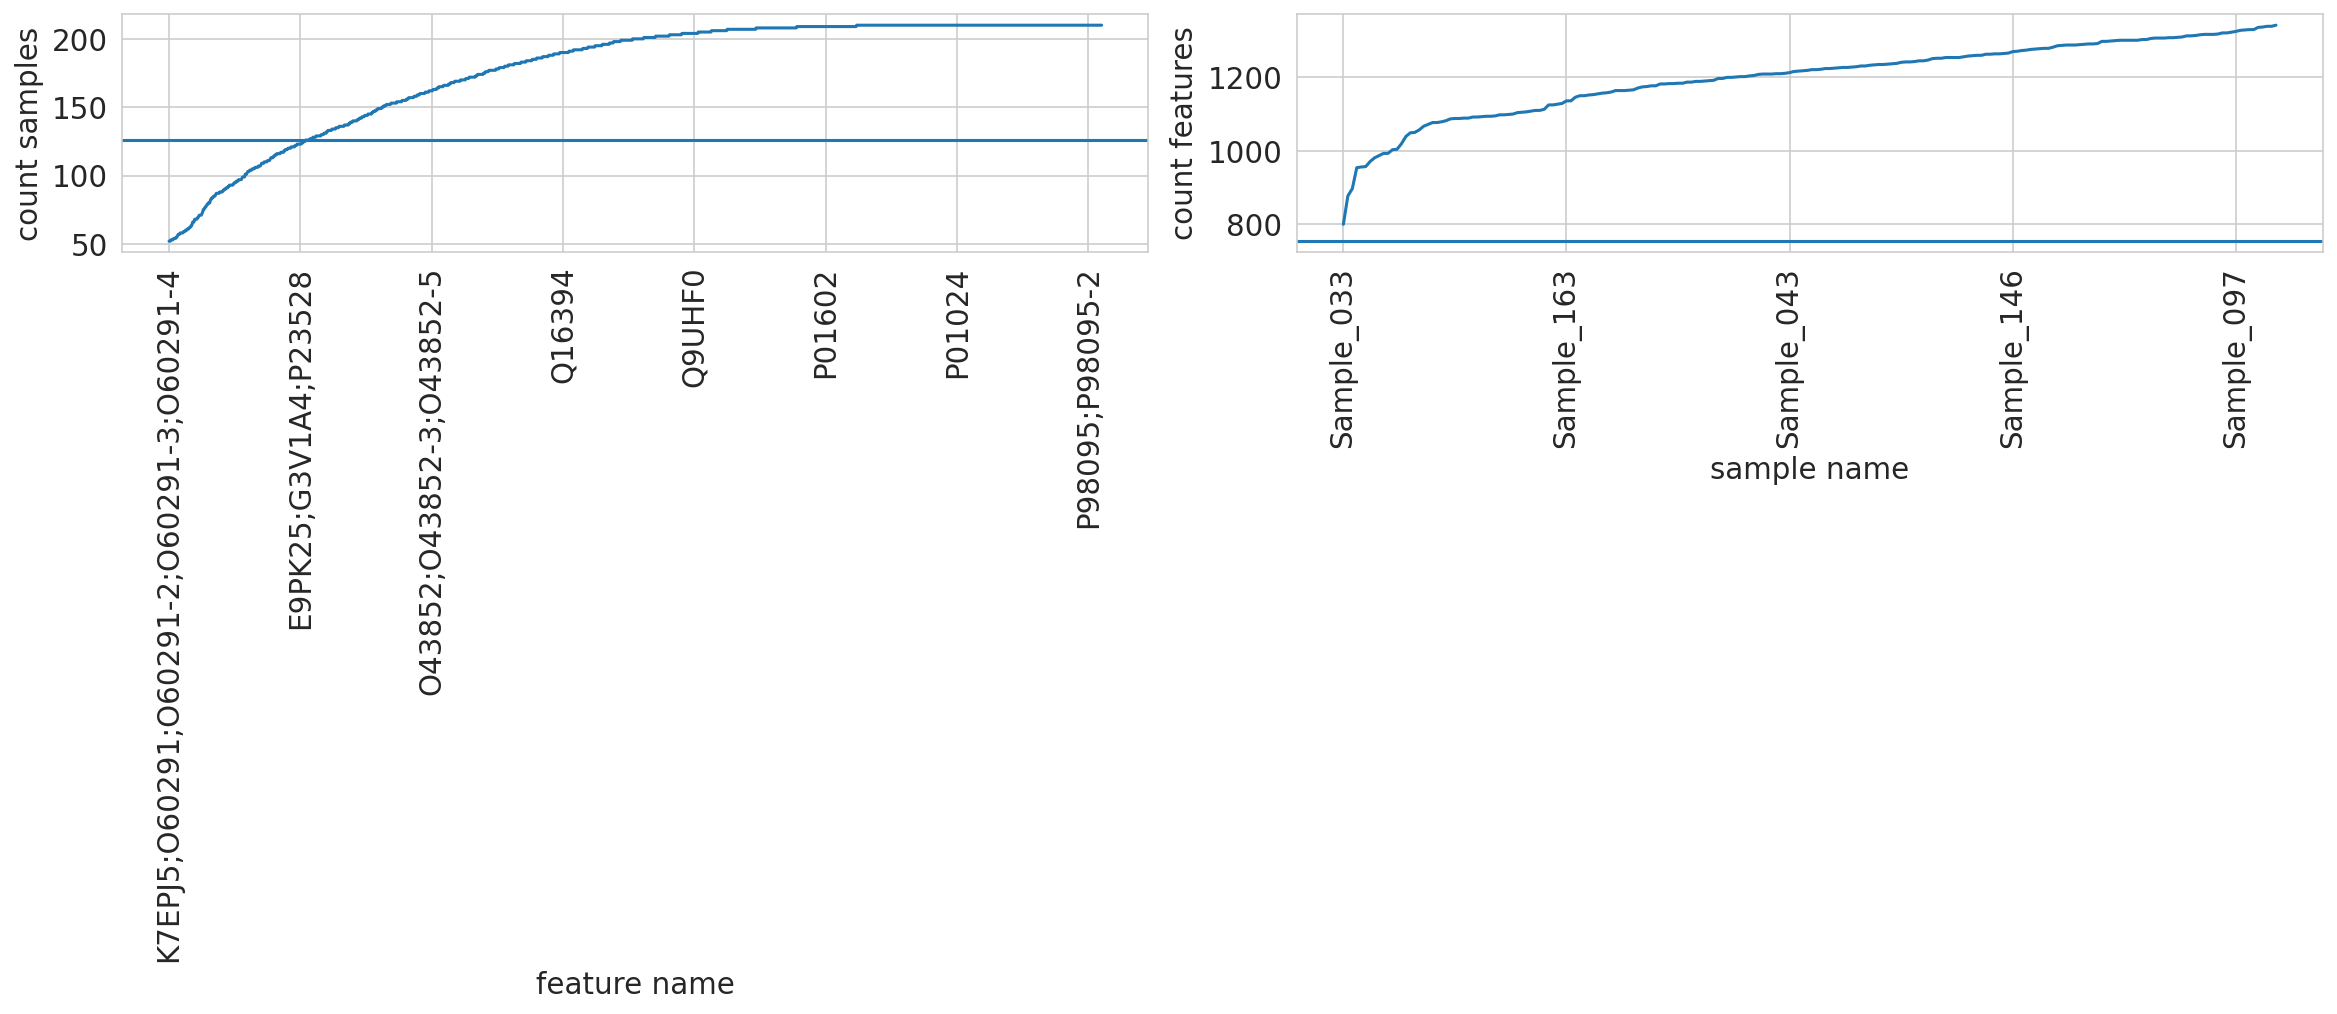 count samples
200
150
100
50
K7EPJ5;O60291;O60291-2;O60291-3;O60291-4
E9PK25;G3V1A4;P23528
O43852;O43852-3;O43852-5
Q16394
Q9UHF0
P01602
P01024
P98095;P98095-2
feature name
count features
1200
1000
800
Sample_033
Sample_163
Sample_043
Sample_146
Sample_097
sample name